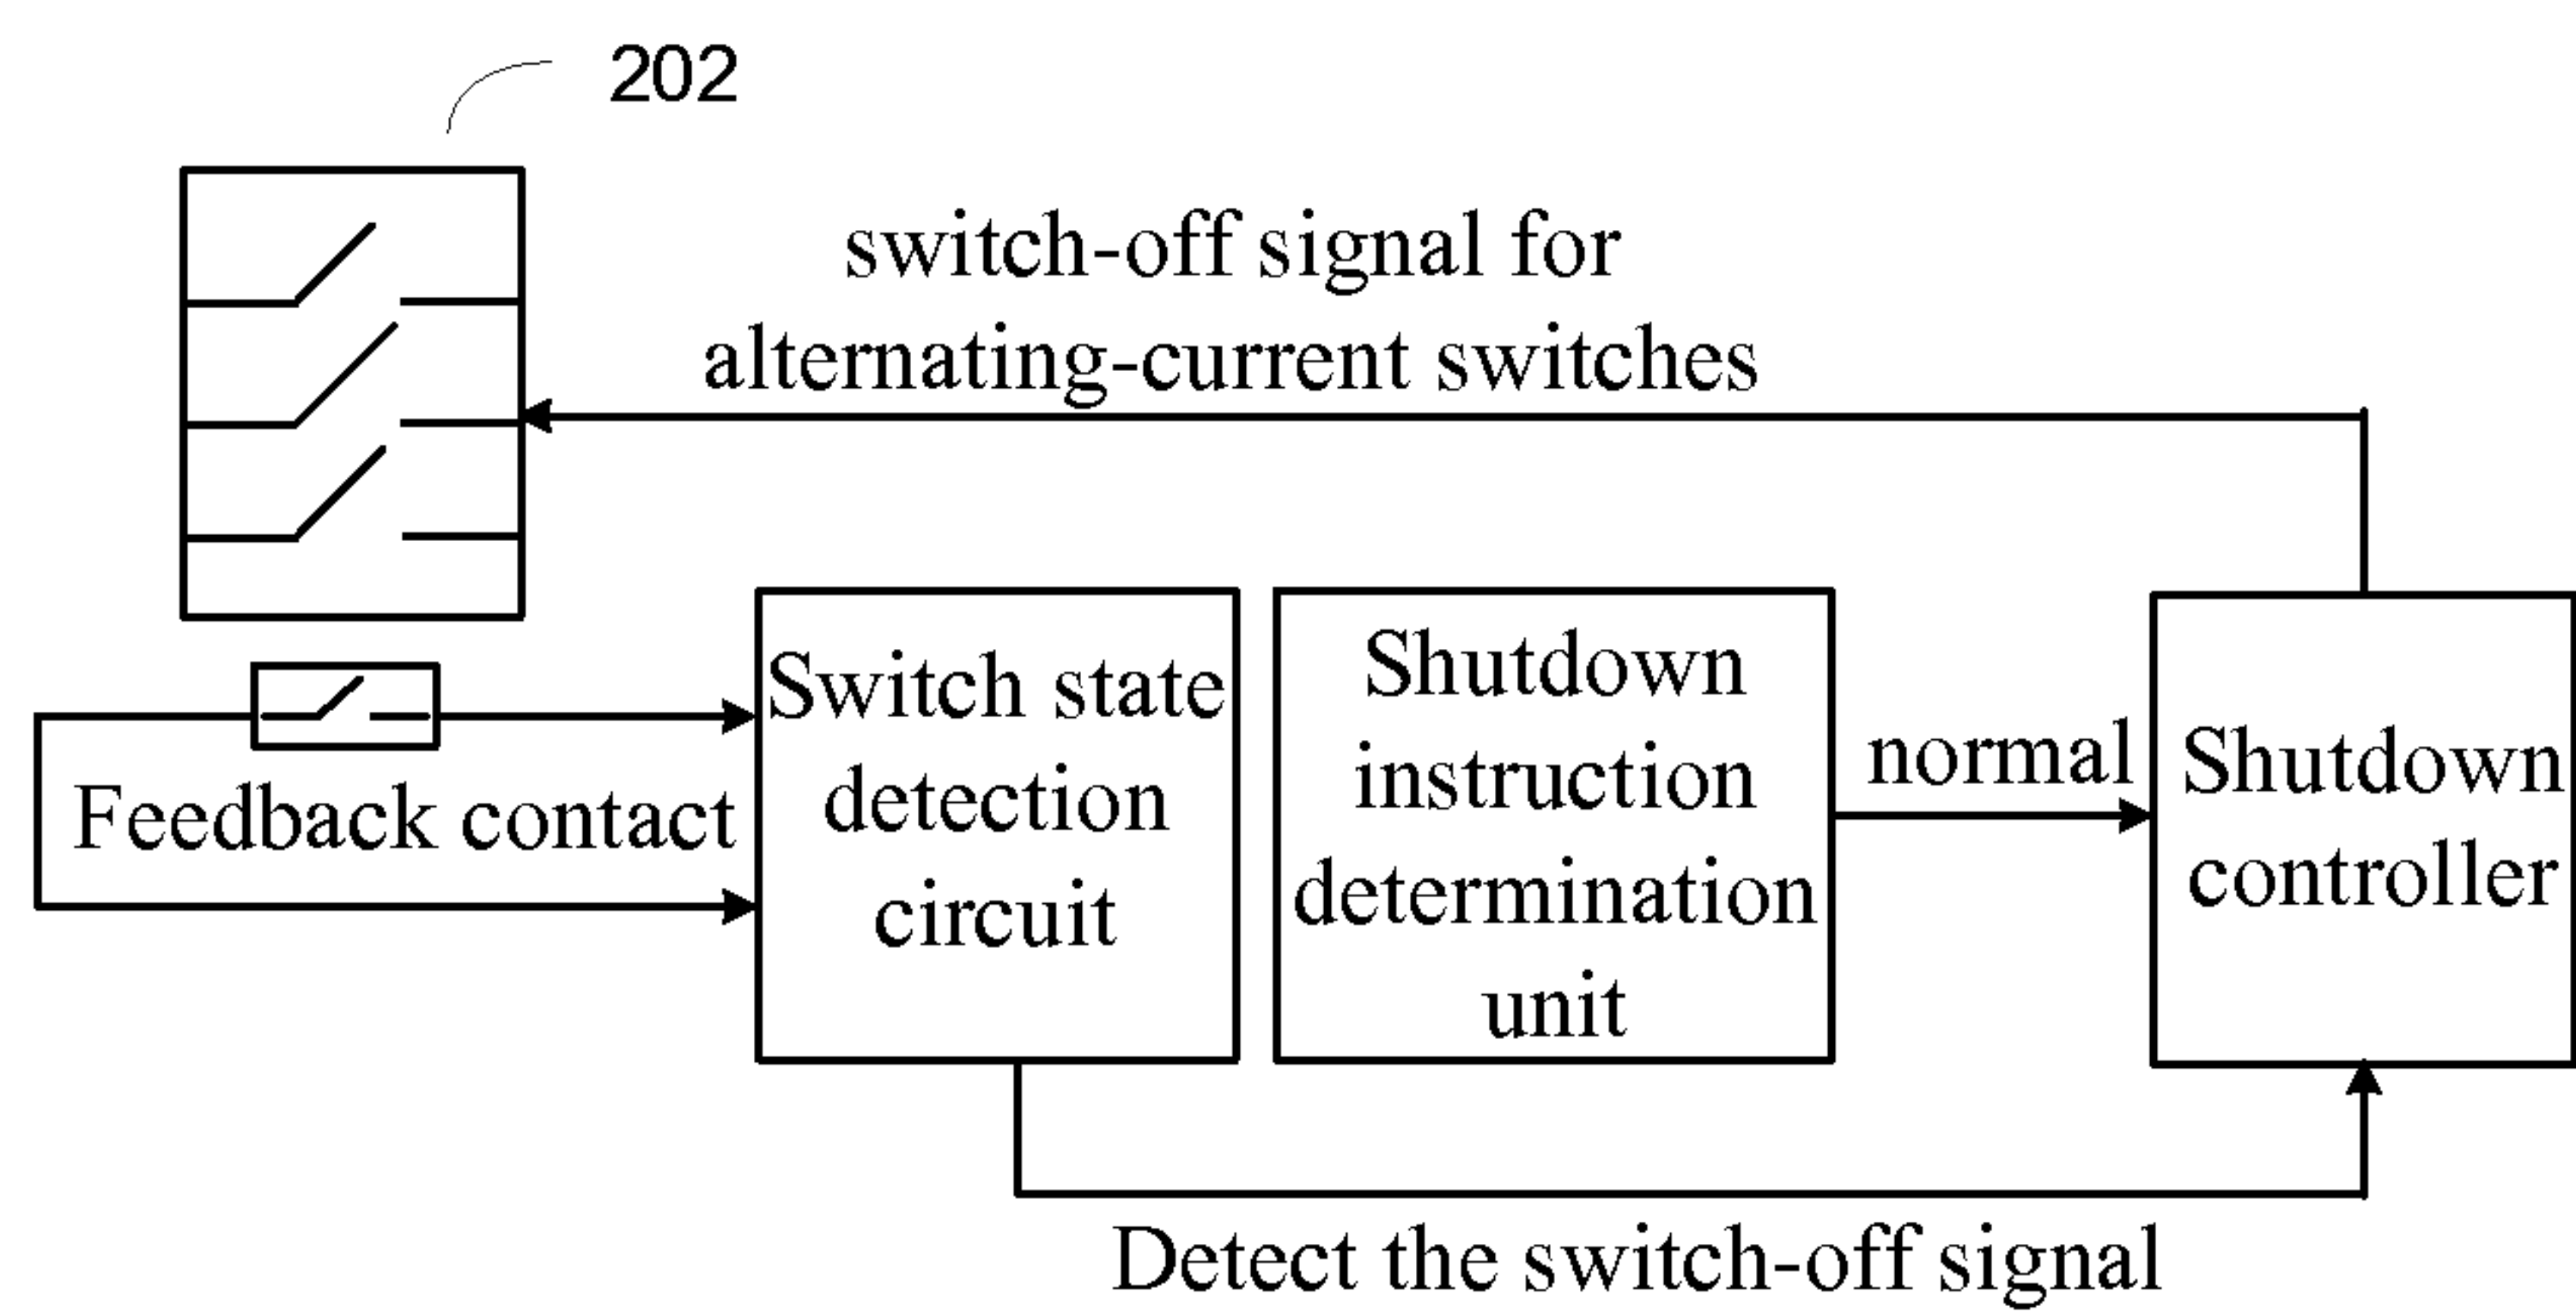 202
switch-off signal for
alternating-current switches
Switch state
detection
circuit
Feedback contact
Shutdown
instruction
determination
unit
normal
Shutdown
controller
Detect the switch-off signal